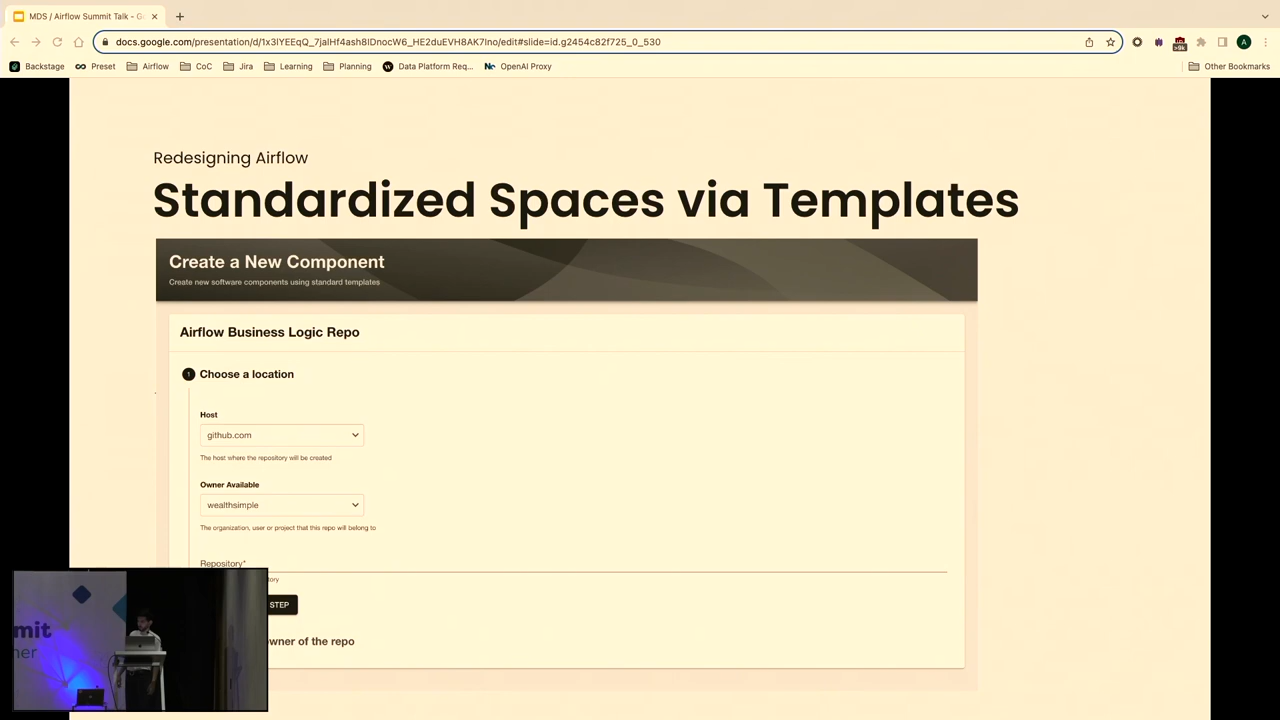 MDS / Airflow Summit Talk - G
docs.google.com/presentation/d/
/edit#slide=id.g2454c82f725_0_530
Backstage Preset Airflow CoC Jira Learning Planning Data Platform Req... OpenAI Proxy Other Bookmarks
Redesigning Airflow
Standardized Spaces via Templates
Create a New Component
Create new software components using standard templates
Airflow Business Logic Repo
1 Choose a location
Host
github.com
The host where the repository will be created
Owner Available
wealthsimple
The organization, user or project that this repo will belong to
Repository*
tory
STEP
owner of the repo
mit
ner